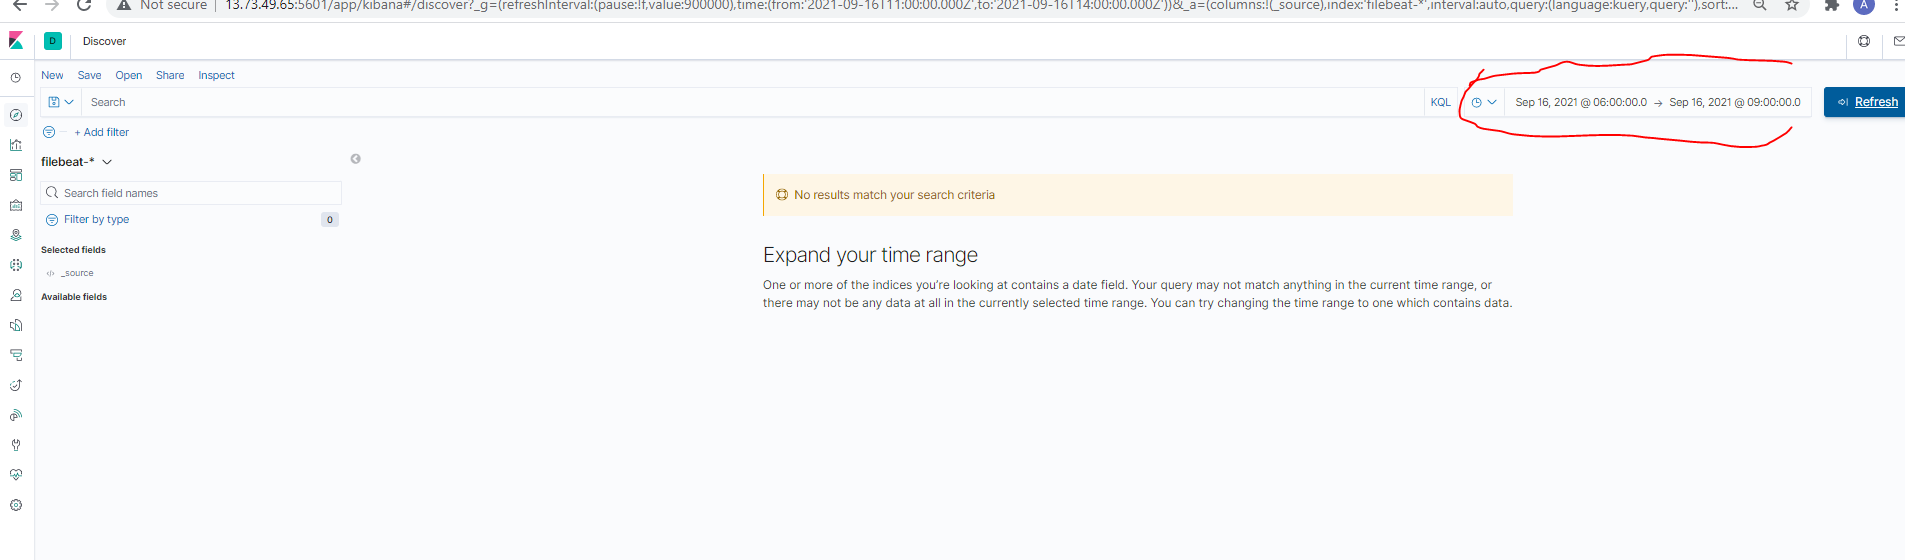 Not secure | 13.73.49.65:5601/app/kibana#/discover?_g=(refreshInterval:(pause:!f,value:900000),time:(from:'2021-09-16T11:00:00.000Z',to:'2021-09-16T14:00:00.000Z'))&_a=(columns:!(_source),index:'filebeat-*',interval:auto,query:(language:kuery,query:''),sort:...
A
D Discover
New Save Open Share Inspect
Search KQL Sep 16, 2021 @ 06:00:00.0 → Sep 16, 2021 @ 09:00:00.0 Refresh
+ Add filter
filebeat-*
Search field names
Filter by type 0
Selected fields
</> _source
Available fields
No results match your search criteria
Expand your time range
One or more of the indices you're looking at contains a date field. Your query may not match anything in the current time range, or
there may not be any data at all in the currently selected time range. You can try changing the time range to one which contains data.